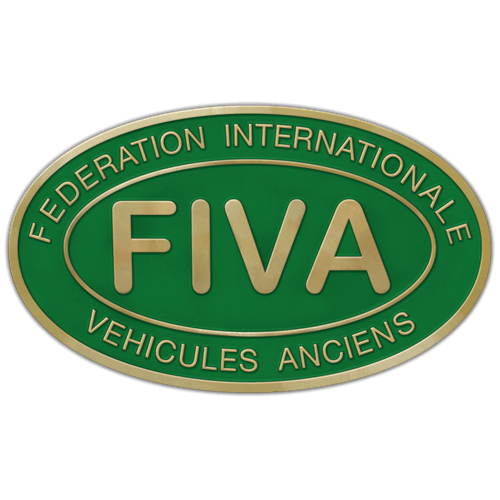 FEDERATION INTERNATIONALE
FIVA
VEHICULES ANCIENS